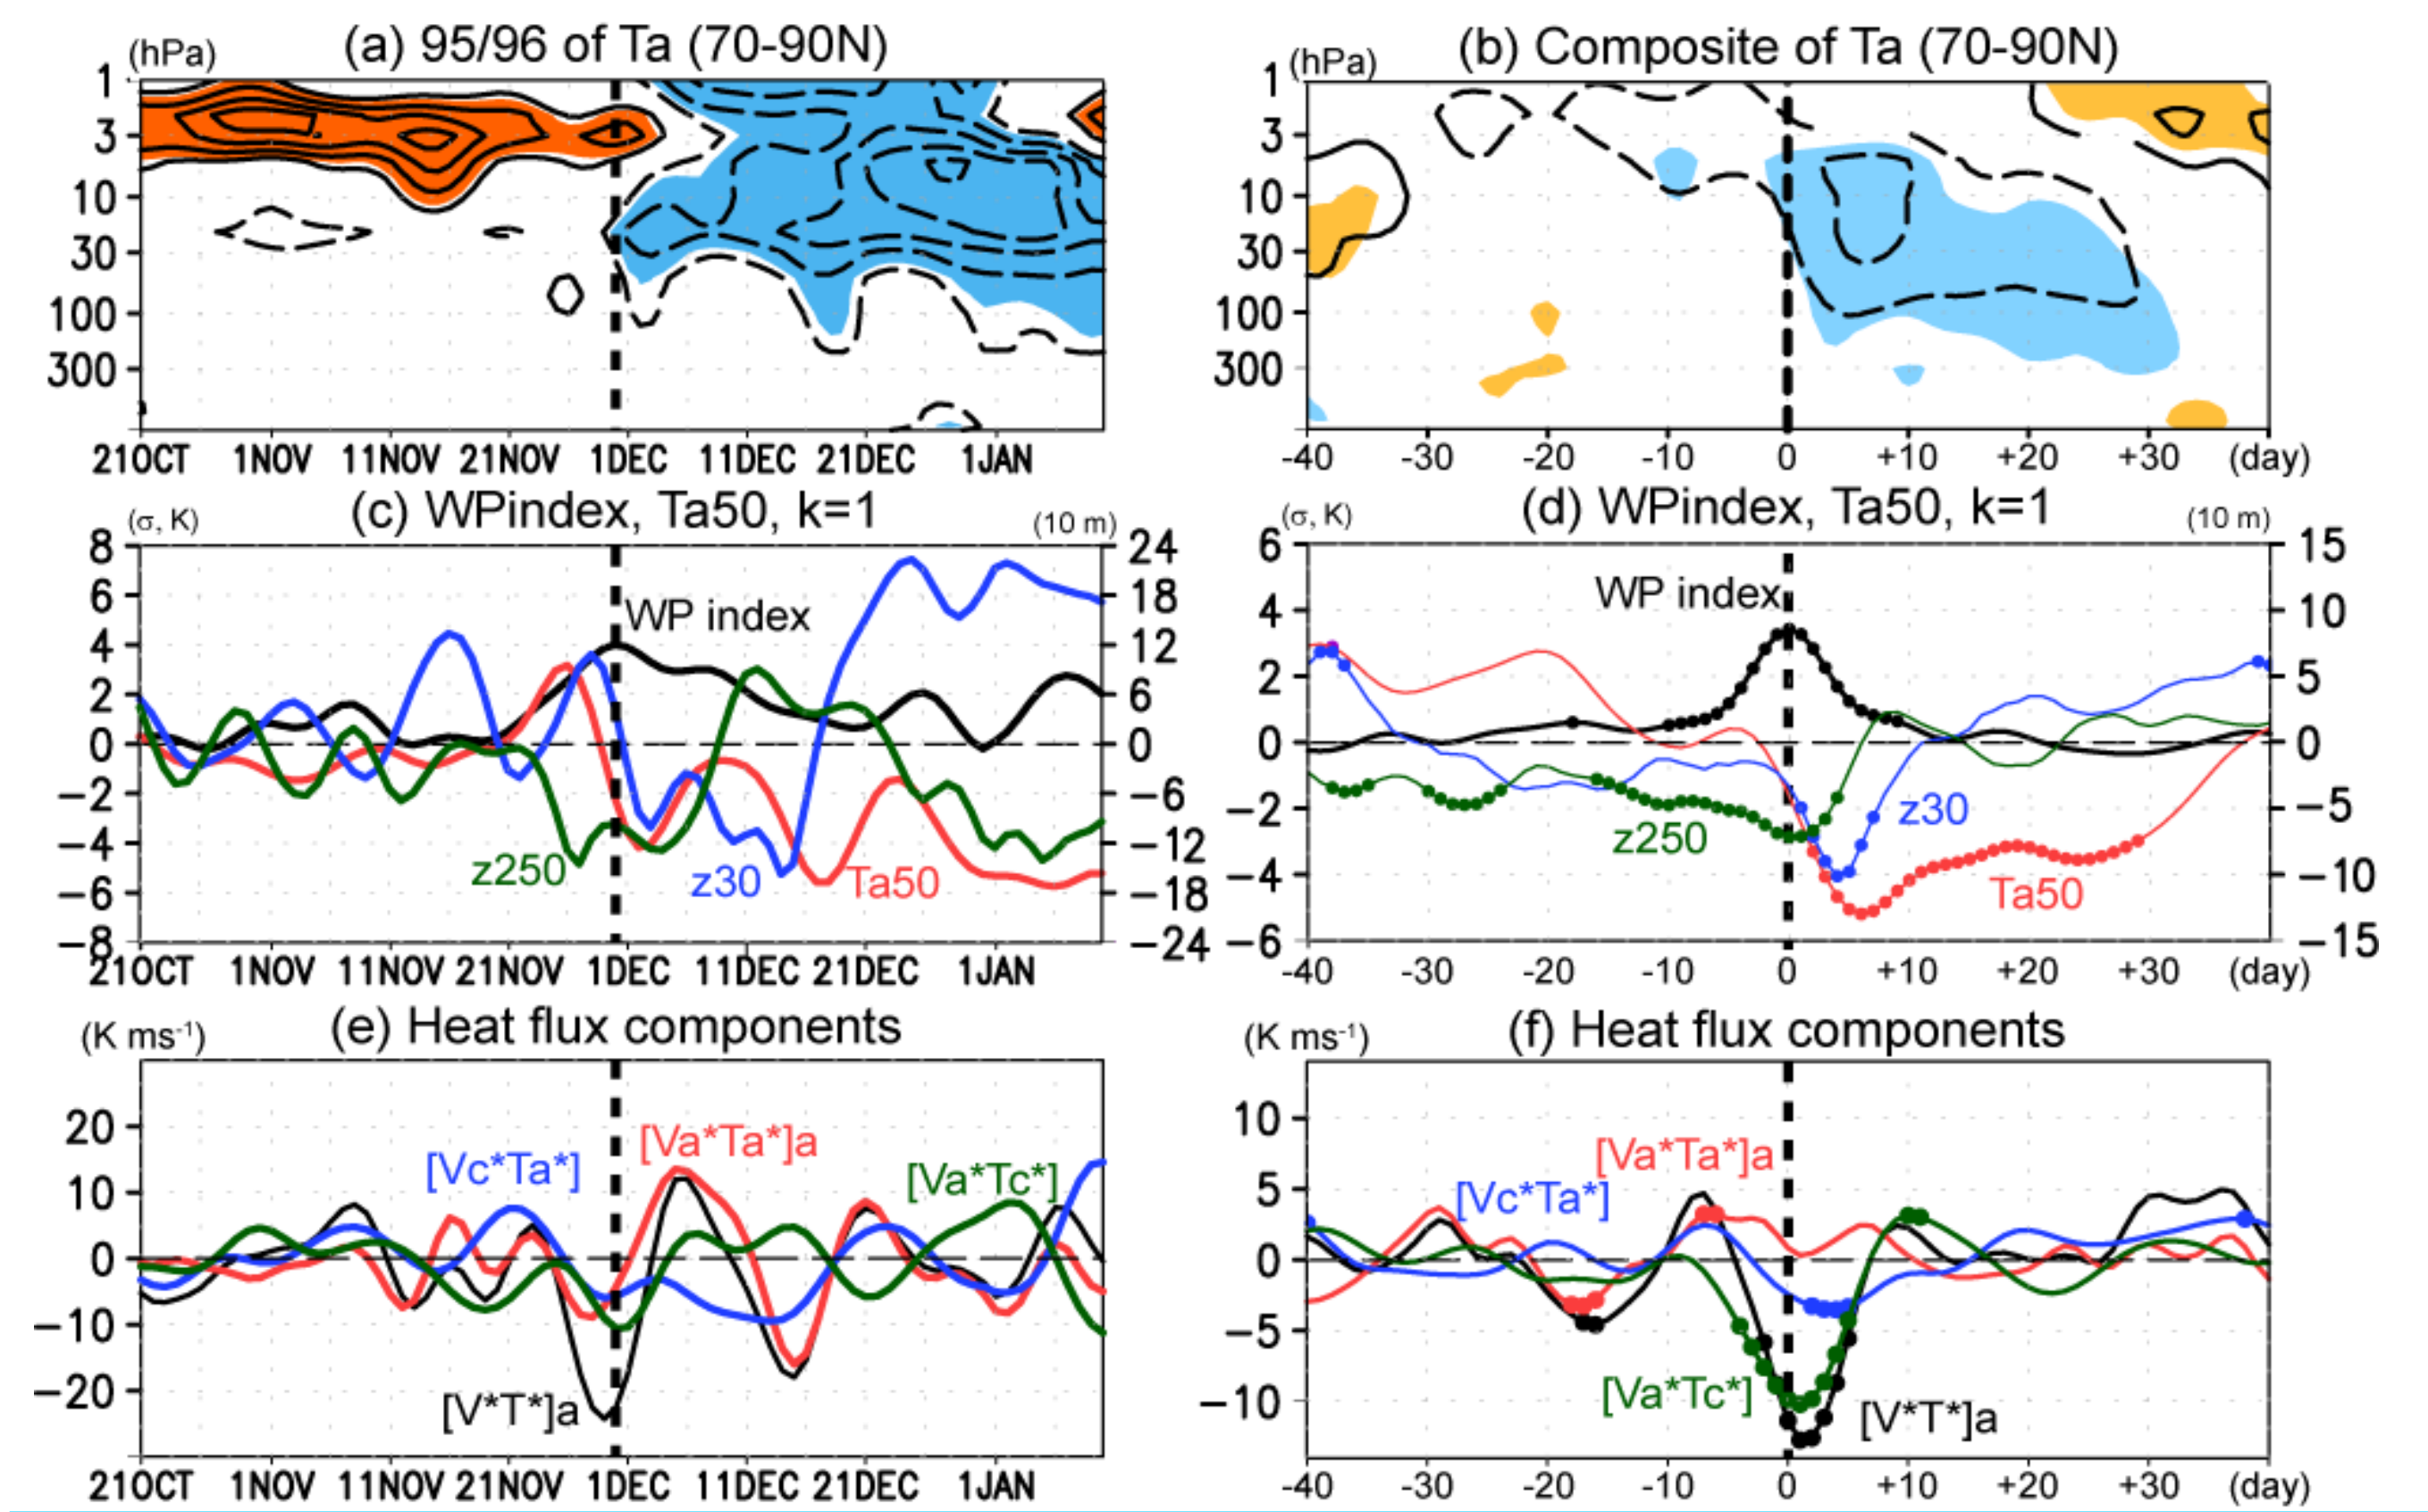 (a) 95/96 of Ta (70-90N)
(hPa)
1
3
10
30
100
300
21OCT 1NOV 11NOV 21NOV 1DEC 11DEC 21DEC 1JAN
(b) Composite of Ta (70-90N)
(hPa)
1
3
10
30
100
300
-40 -30 -20 -10 0 +10 +20 +30 (day)
(c) WPindex, Ta50, k=1
(σ, K)
(10 m)
8
6
4
2
0
−2
−4
−6
−8
24
18
12
6
0
−6
−12
−18
−24
WP index
z250
z30
Ta50
21OCT 1NOV 11NOV 21NOV 1DEC 11DEC 21DEC 1JAN
(d) WPindex, Ta50, k=1
(σ, K)
(10 m)
6
4
2
0
−2
−4
−6
15
10
5
0
−5
−10
−15
WP index
z250
z30
Ta50
-40 -30 -20 -10 0 +10 +20 +30 (day)
(e) Heat flux components
(K ms⁻¹)
20
10
0
−10
−20
[Vc*Ta*]
[Va*Ta*]a
[Va*Tc*]
[V*T*]a
21OCT 1NOV 11NOV 21NOV 1DEC 11DEC 21DEC 1JAN
(f) Heat flux components
(K ms⁻¹)
10
5
0
−5
−10
[Va*Ta*]a
[Vc*Ta*]
[Va*Tc*]
[V*T*]a
-40 -30 -20 -10 0 +10 +20 +30 (day)